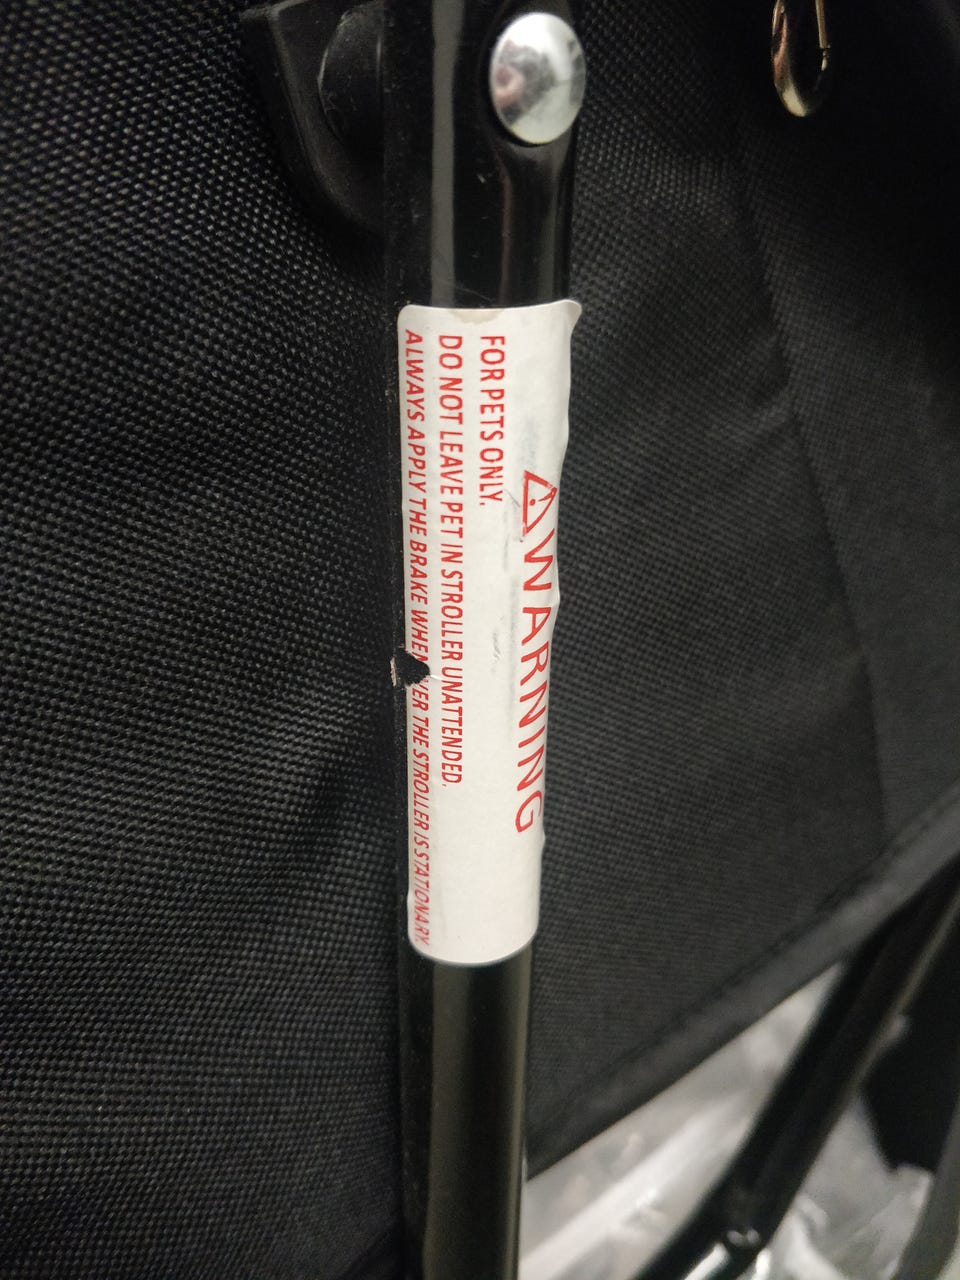 WARNING
FOR PETS ONLY.
DO NOT LEAVE PET IN STROLLER UNATTENDED.
ALWAYS APPLY THE BRAKE WHENEVER THE STROLLER IS STATIONARY.